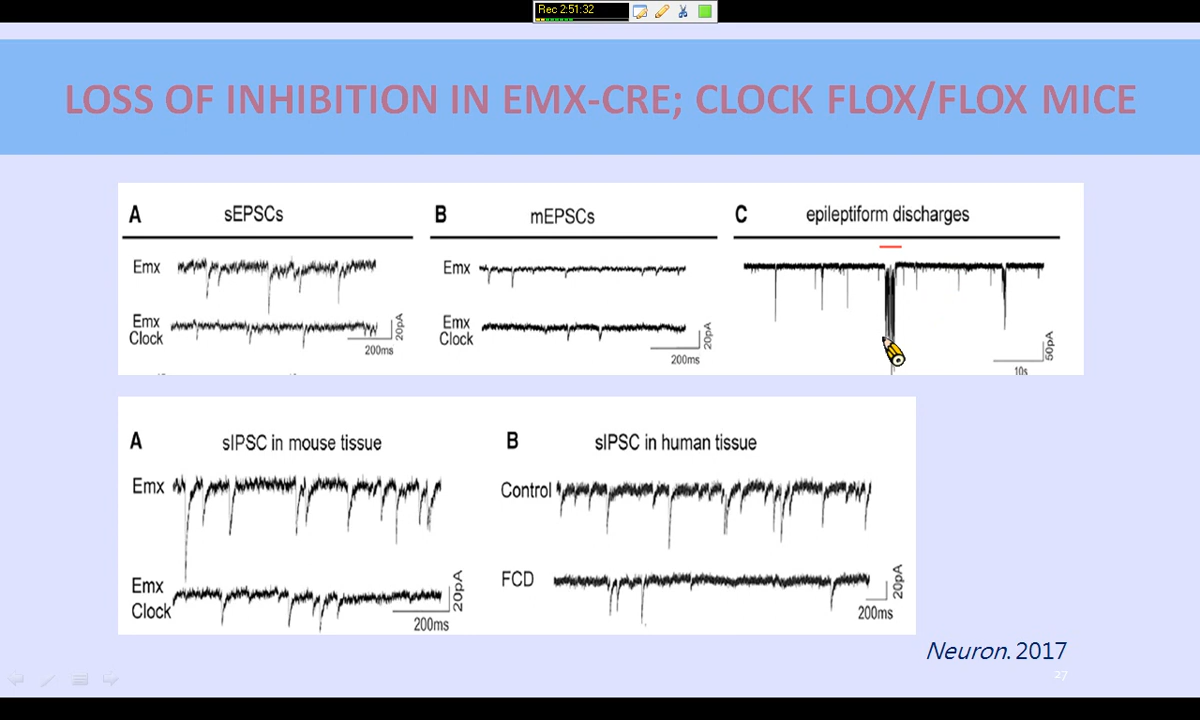 Rec 2:51:32
LOSS OF INHIBITION IN EMX-CRE; CLOCK FLOX/FLOX MICE
A sEPSCs
Emx
Emx
Clock
20pA
200ms
B mEPSCs
Emx
Emx
Clock
20pA
200ms
C epileptiform discharges
50pA
10s
A sIPSC in mouse tissue
Emx
Emx
Clock
20pA
200ms
B sIPSC in human tissue
Control
FCD
20pA
200ms
Neuron. 2017
27